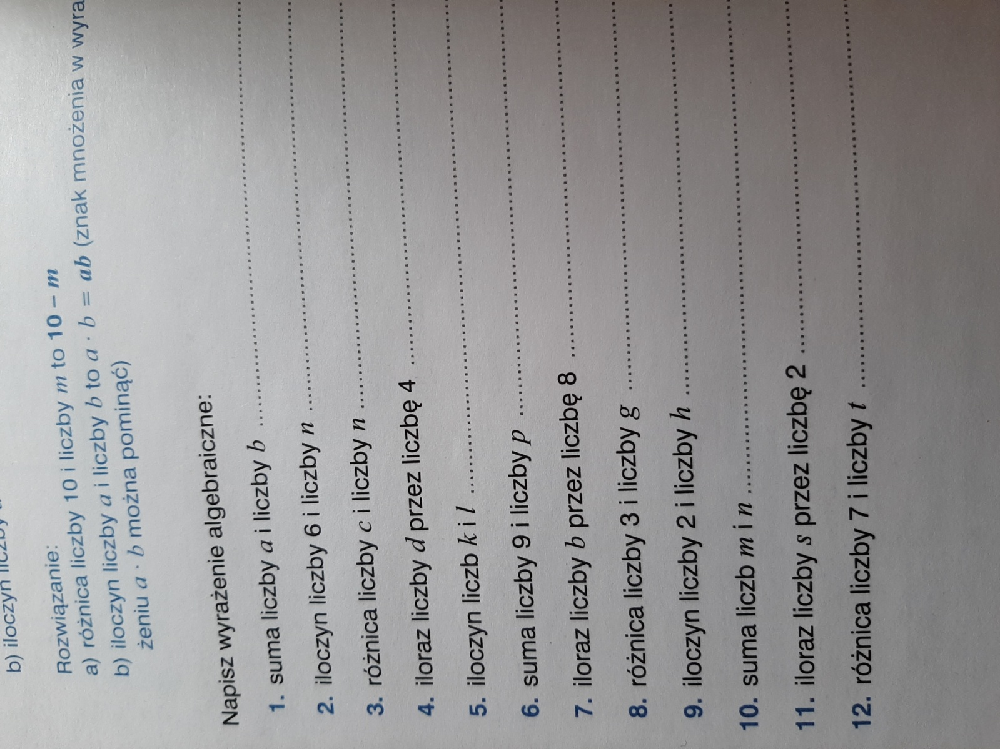 b) iloczyn liczby
Rozwiązanie:
a) różnica liczby 10 i liczby m to 10 – m
b) iloczyn liczby a i liczby b to a · b = ab (znak mnożenia w wyra
żeniu a · b można pominąć)
Napisz wyrażenie algebraiczne:
1. suma liczby a i liczby b ..........
2. iloczyn liczby 6 i liczby n ..........
3. różnica liczby c i liczby n ..........
4. iloraz liczby d przez liczbę 4 ..........
5. iloczyn liczb k i l ..........
6. suma liczby 9 i liczby p ..........
7. iloraz liczby b przez liczbę 8 ..........
8. różnica liczby 3 i liczby g ..........
9. iloczyn liczby 2 i liczby h ..........
10. suma liczb m i n ..........
11. iloraz liczby s przez liczbę 2 ..........
12. różnica liczby 7 i liczby t ..........